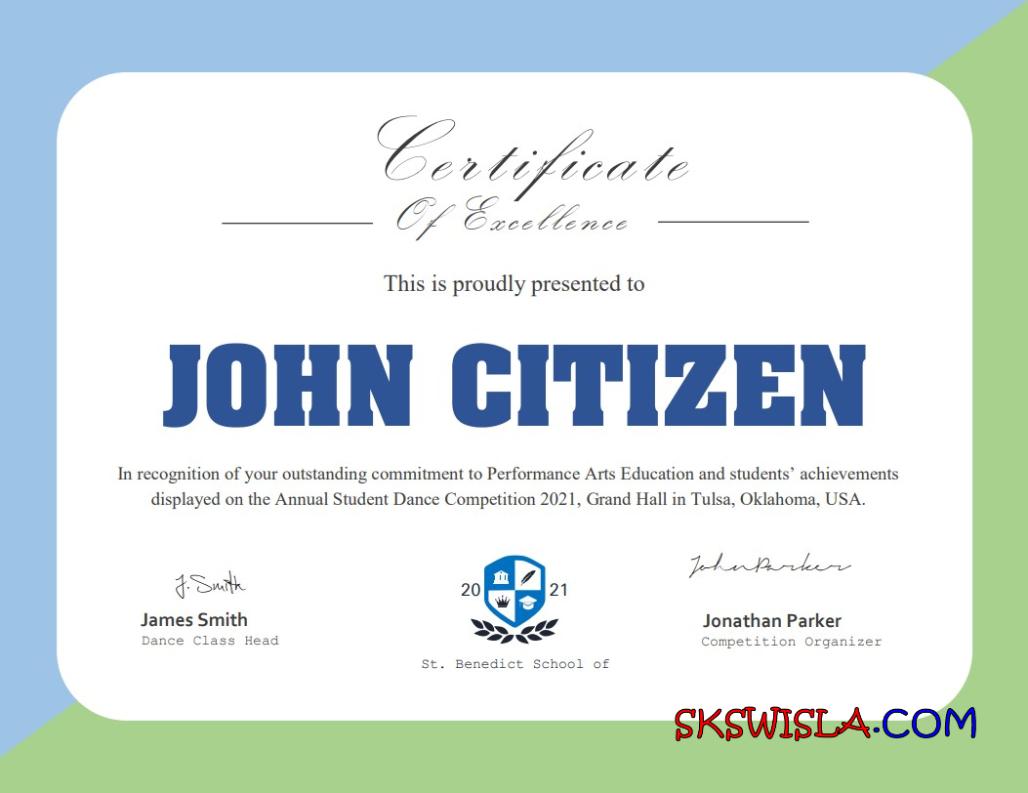 Certificate
Of Excellence
This is proudly presented to
JOHN CITIZEN
In recognition of your outstanding commitment to Performance Arts Education and students’ achievements
displayed on the Annual Student Dance Competition 2021, Grand Hall in Tulsa, Oklahoma, USA.
J. Smith
James Smith
Dance Class Head
20 21
St. Benedict School of
John Parker
Jonathan Parker
Competition Organizer
SKSWISLA.COM